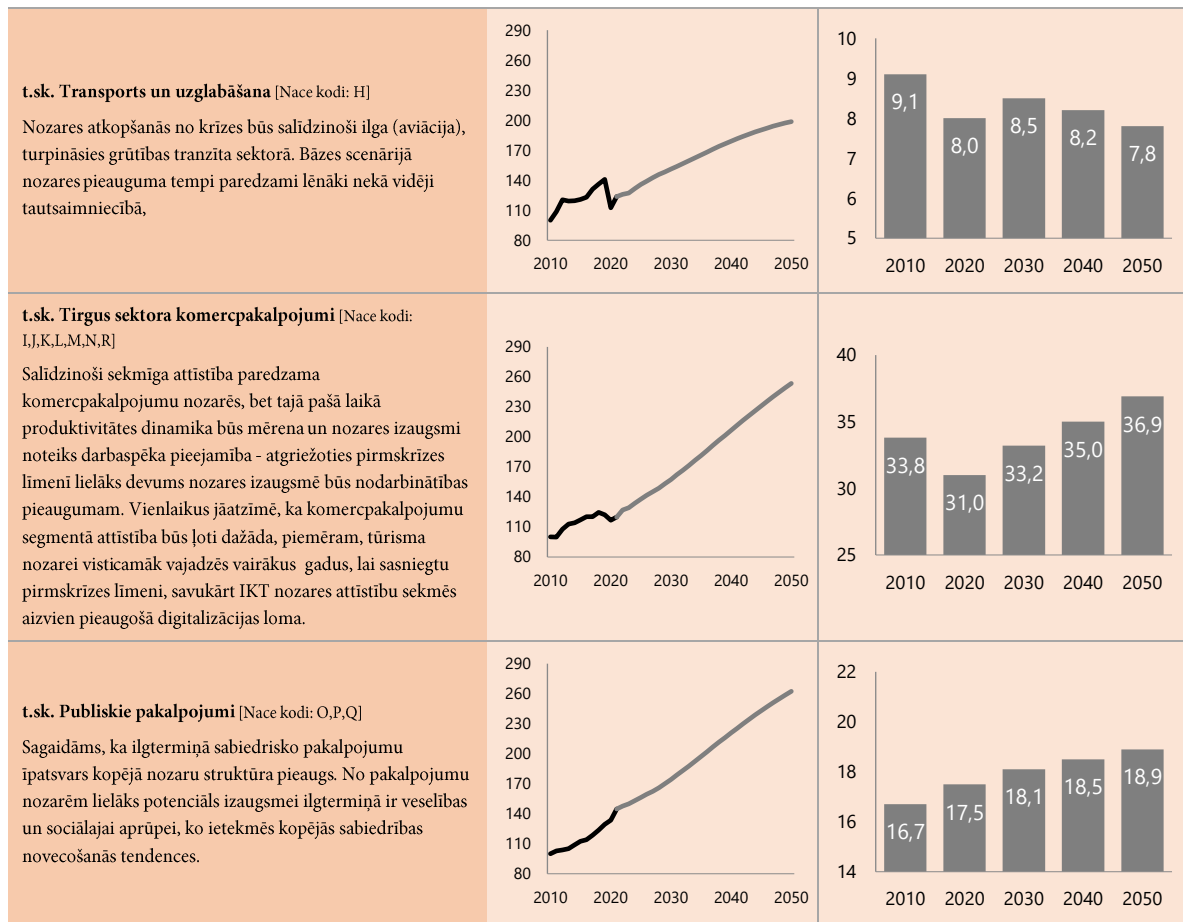 t.sk. Transports un uzglabāšana [Nace kodi: H]
Nozares atkopšanās no krīzes būs salīdzinoši ilga (aviācija),
turpināsies grūtības tranzīta sektorā. Bāzes scenārijā
nozares pieauguma tempi paredzami lēnāki nekā vidēji
tautsaimniecībā,
290
260
230
200
170
140
110
80
2010 2020 2030 2040 2050
10
9
8
7
6
5
9,1 8,0 8,5 8,2 7,8
2010 2020 2030 2040 2050
t.sk. Tirgus sektora komercpakalpojumi [Nace kodi:
I,J,K,L,M,N,R]
Salīdzinoši sekmīga attīstība paredzama
komercpakalpojumu nozarēs, bet tajā pašā laikā
produktivitātes dinamika būs mērena un nozares izaugsmi
noteiks darbaspēka pieejamība - atgriežoties pirmskrīzes
līmenī lielāks devums nozares izaugsmē būs nodarbinātības
pieaugumam. Vienlaikus jāatzīmē, ka komercpakalpojumu
segmentā attīstība būs ļoti dažāda, piemēram, tūrisma
nozarei visticamāk vajadzēs vairākus gadus, lai sasniegtu
pirmskrīzes līmeni, savukārt IKT nozares attīstību sekmēs
aizvien pieaugošā digitalizācijas loma.
290
260
230
200
170
140
110
80
2010 2020 2030 2040 2050
40
35
30
25
33,8 31,0 33,2 35,0 36,9
2010 2020 2030 2040 2050
t.sk. Publiskie pakalpojumi [Nace kodi: O,P,Q]
Sagaidāms, ka ilgtermiņā sabiedrisko pakalpojumu
īpatsvars kopējā nozaru struktūra pieaugs. No pakalpojumu
nozarēm lielāks potenciāls izaugsmei ilgtermiņā ir veselības
un sociālajai aprūpei, ko ietekmēs kopējās sabiedrības
novecošanās tendences.
290
260
230
200
170
140
110
80
2010 2020 2030 2040 2050
22
20
18
16
14
16,7 17,5 18,1 18,5 18,9
2010 2020 2030 2040 2050